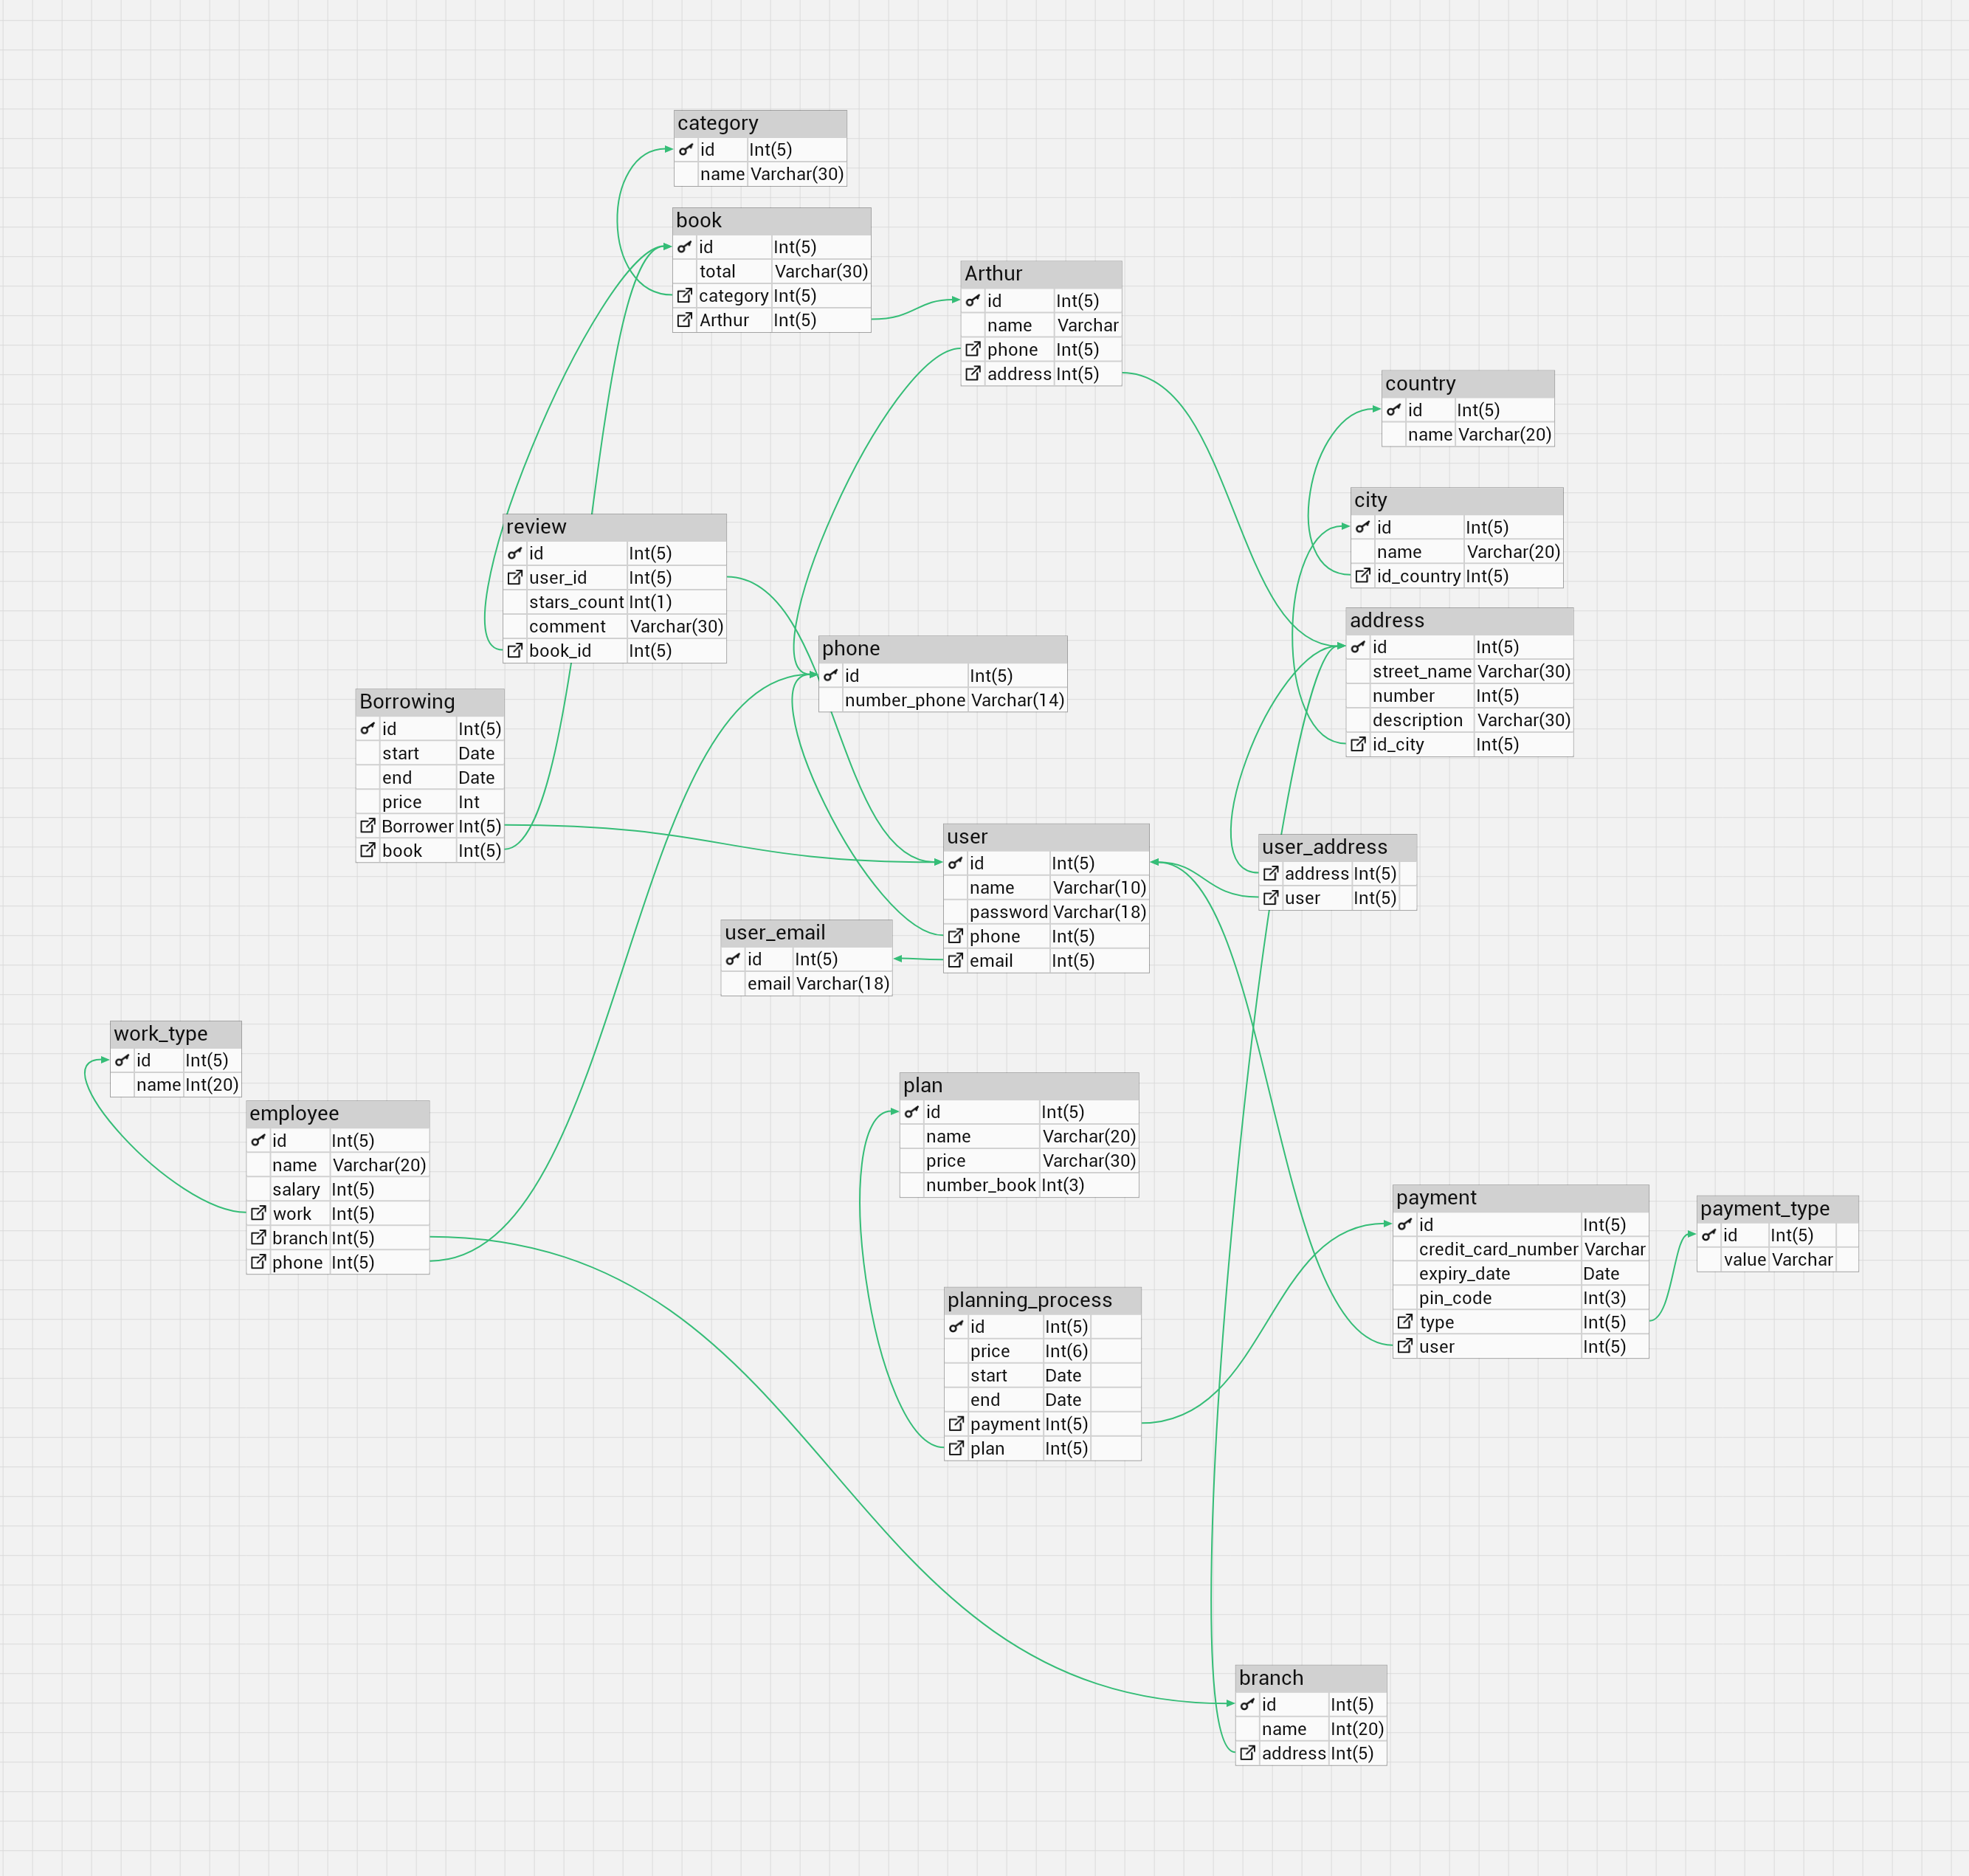 category
id Int(5)
name Varchar(30)
book
id Int(5)
total Varchar(30)
category Int(5)
Arthur Int(5)
Arthur
id Int(5)
name Varchar
phone Int(5)
address Int(5)
country
id Int(5)
name Varchar(20)
city
id Int(5)
name Varchar(20)
id_country Int(5)
review
id Int(5)
user_id Int(5)
stars_count Int(1)
comment Varchar(30)
book_id Int(5)
address
id Int(5)
street_name Varchar(30)
number Int(5)
description Varchar(30)
id_city Int(5)
phone
id Int(5)
number_phone Varchar(14)
Borrowing
id Int(5)
start Date
end Date
price Int
Borrower Int(5)
book Int(5)
user
id Int(5)
name Varchar(10)
password Varchar(18)
phone Int(5)
email Int(5)
user_address
address Int(5)
user Int(5)
user_email
id Int(5)
email Varchar(18)
work_type
id Int(5)
name Int(20)
employee
id Int(5)
name Varchar(20)
salary Int(5)
work Int(5)
branch Int(5)
phone Int(5)
plan
id Int(5)
name Varchar(20)
price Varchar(30)
number_book Int(3)
payment
id Int(5)
credit_card_number Varchar
expiry_date Date
pin_code Int(3)
type Int(5)
user Int(5)
payment_type
id Int(5)
value Varchar
planning_process
id Int(5)
price Int(6)
start Date
end Date
payment Int(5)
plan Int(5)
branch
id Int(5)
name Int(20)
address Int(5)